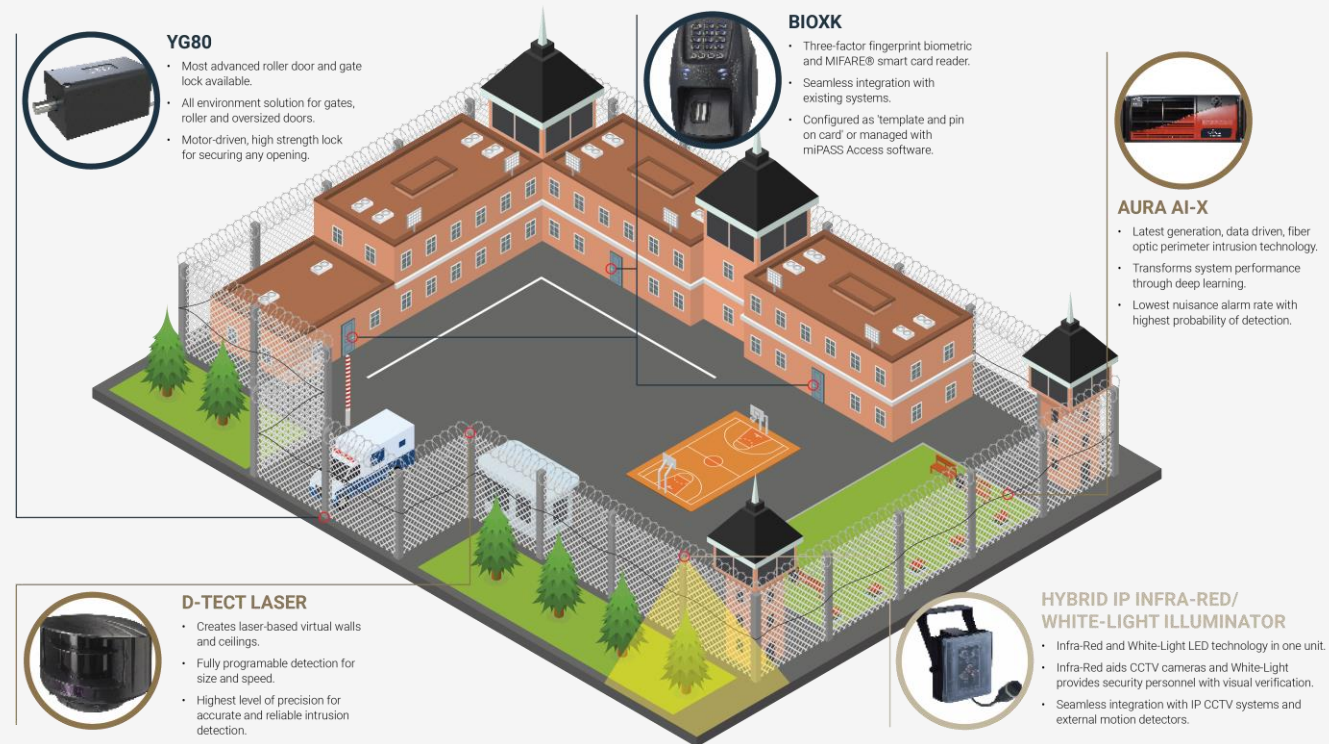 YG80
• Most advanced roller door and gate
lock available.
• All environment solution for gates,
roller and oversized doors.
• Motor-driven, high strength lock
for securing any opening.
BIOXK
• Three-factor fingerprint biometric
and MIFARE® smart card reader.
• Seamless integration with
existing systems.
• Configured as 'template and pin
on card' or managed with
miPASS Access software.
AURA AI-X
• Latest generation, data driven, fiber
optic perimeter intrusion technology.
• Transforms system performance
through deep learning.
• Lowest nuisance alarm rate with
highest probability of detection.
D-TECT LASER
• Creates laser-based virtual walls
and ceilings.
• Fully programable detection for
size and speed.
• Highest level of precision for
accurate and reliable intrusion
detection.
HYBRID IP INFRA-RED/
WHITE-LIGHT ILLUMINATOR
• Infra-Red and White-Light LED technology in one unit.
• Infra-Red aids CCTV cameras and White-Light
provides security personnel with visual verification.
• Seamless integration with IP CCTV systems and
external motion detectors.